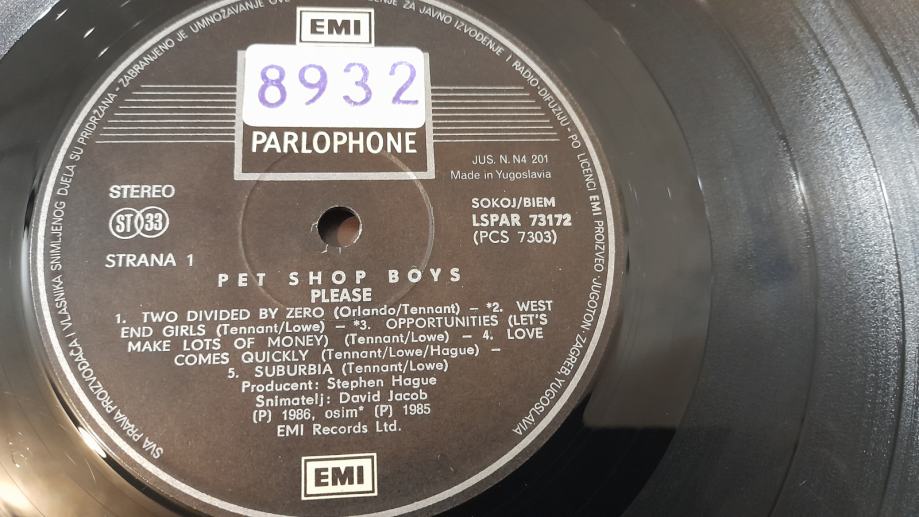 EMI
8932
PARLOPHONE
JUS. N. N4 201
Made in Yugoslavia
STEREO
ST 33
STRANA 1
SOKOJ/BIEM
LSPAR 73172
(PCS 7303)
PET SHOP BOYS
PLEASE
1. TWO DIVIDED BY ZERO (Orlando/Tennant) – *2. WEST
END GIRLS (Tennant/Lowe) – *3. OPPORTUNITIES (LET'S
MAKE LOTS OF MONEY) (Tennant/Lowe) – 4. LOVE
COMES QUICKLY (Tennant/Lowe/Hague) –
5. SUBURBIA (Tennant/Lowe)
Producent: Stephen Hague
Snimatelj: David Jacob
(P) 1986, osim* (P) 1985
EMI Records Ltd.
EMI
SVA PRAVA PROIZVOĐAČA I VLASNIKA SNIMLJENOG DJELA SU PRIDRŽANA - ZABRANJENO JE UMNOŽAVANJE OVE ZA JAVNO IZVOĐENJE I RADIO-DIFUZIJU - PO LICENCI EMI PROIZVEO JUGOTON-ZAGREB, YUGOSLAVIA